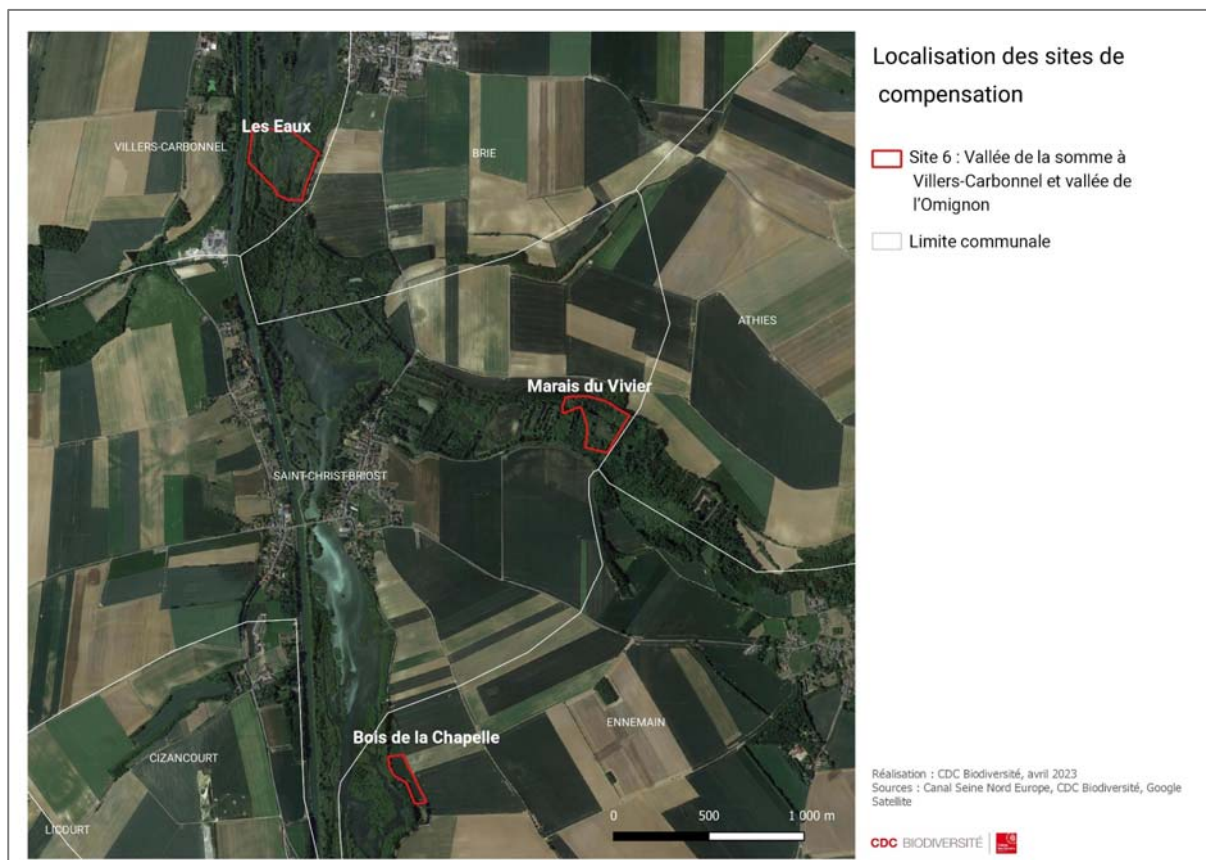 Localisation des sites de
compensation
Site 6 : Vallée de la somme à
Villers-Carbonnel et vallée de
l'Omignon
Limite communale
Les Eaux
VILLERS-CARBONNEL
BRIE
ATHIES
Marais du Vivier
SAINT-CHRIST-BRIOST
ENNEMAIN
Bois de la Chapelle
CIZANCOURT
LICOURT
0 500 1 000 m
Réalisation : CDC Biodiversité, avril 2023
Sources : Canal Seine Nord Europe, CDC Biodiversité, Google
Satellite
CDC BIODIVERSITÉ